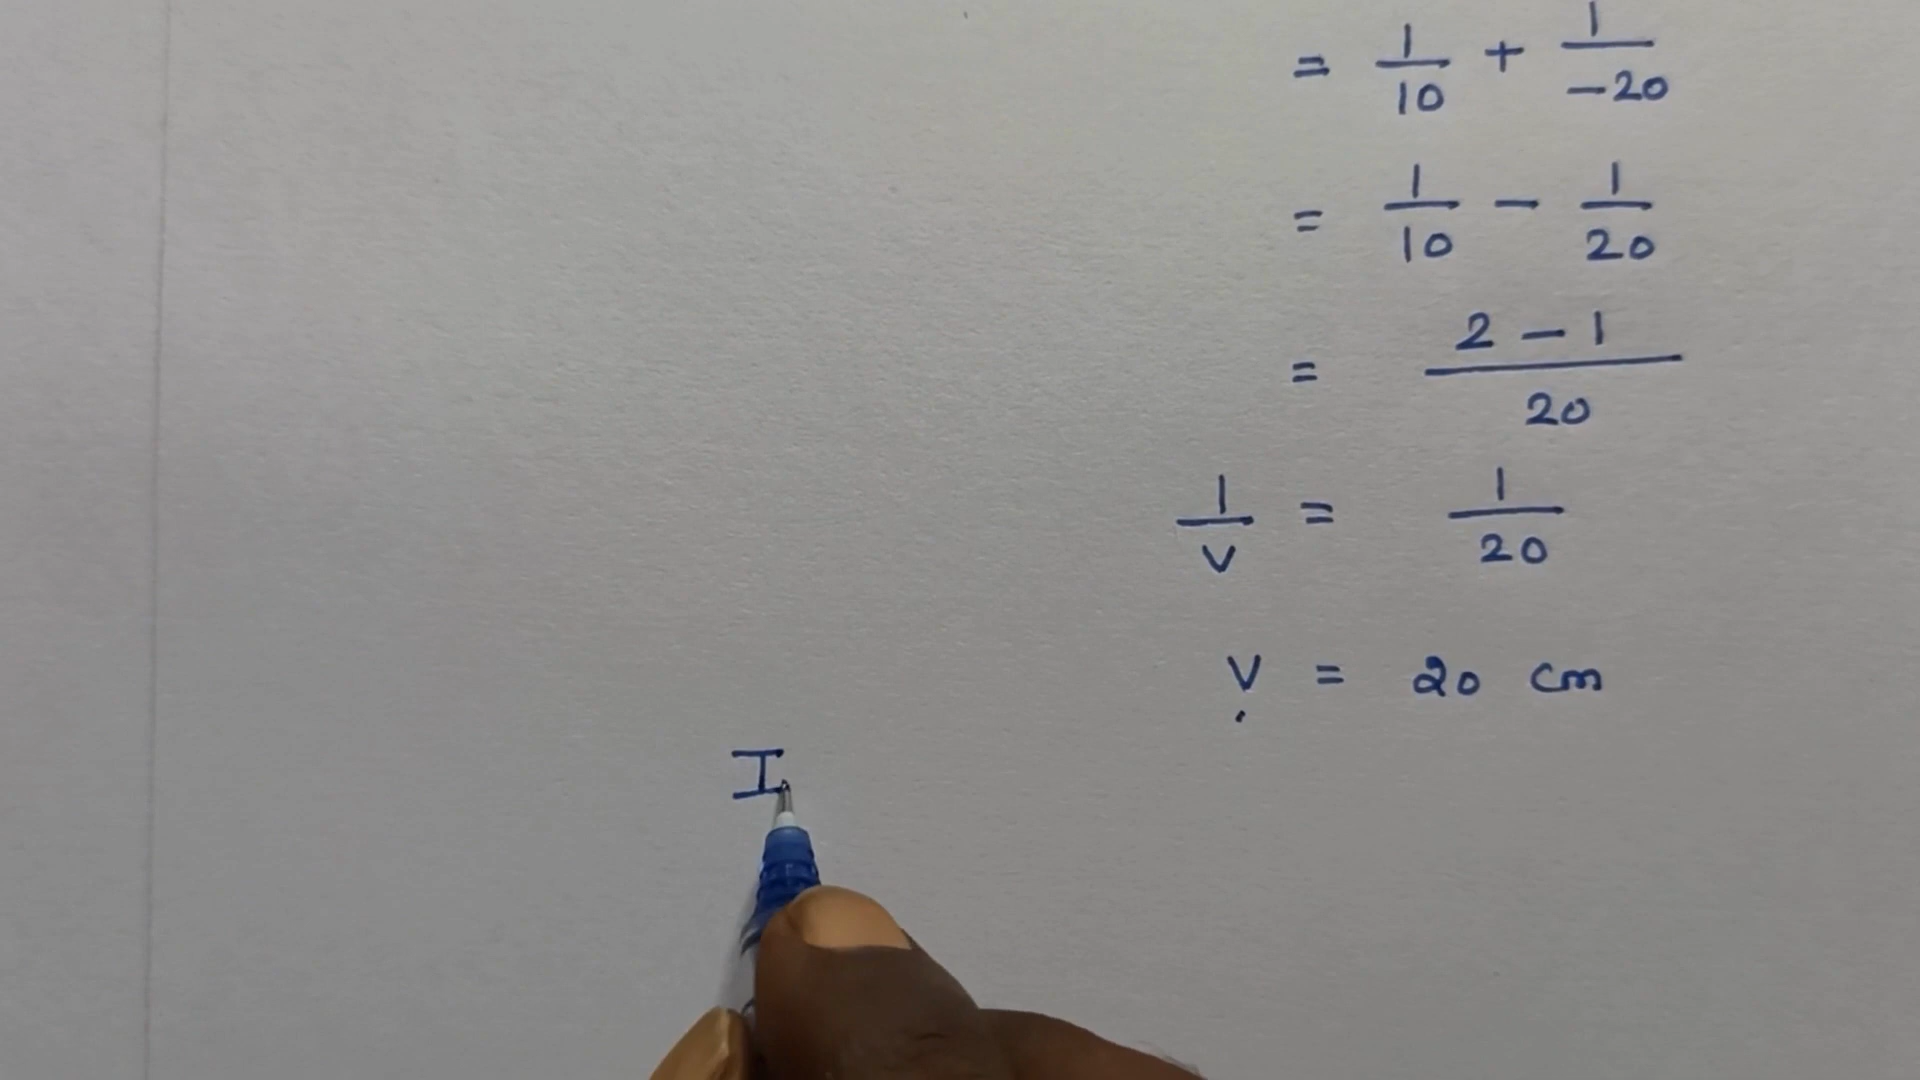 = 1/10 + 1/-20
= 1/10 - 1/20
= 2 - 1/20
1/v = 1/20
v = 20 cm
I